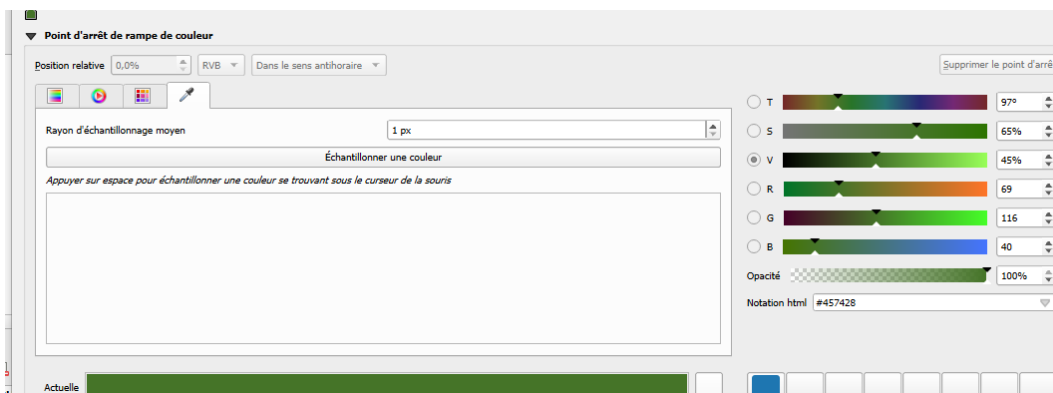 Point d'arrêt de rampe de couleur
Position relative 0,0% RVB Dans le sens antihoraire Supprimer le point d'arrê
T 97°
Rayon d'échantillonnage moyen 1 px
S 65%
Échantillonner une couleur
V 45%
Appuyer sur espace pour échantillonner une couleur se trouvant sous le curseur de la souris
R 69
G 116
B 40
Opacité 100%
Notation html #457428
Actuelle